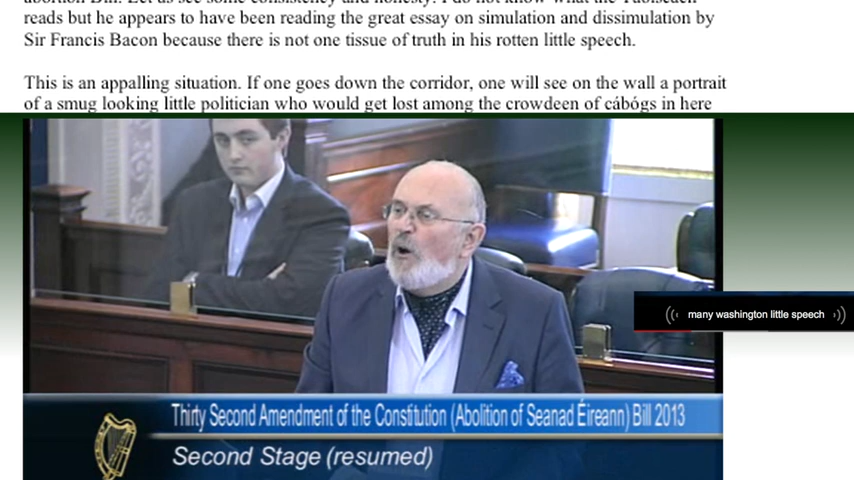 reads but he appears to have been reading the great essay on simulation and dissimulation by
Sir Francis Bacon because there is not one tissue of truth in his rotten little speech.
This is an appalling situation. If one goes down the corridor, one will see on the wall a portrait
of a smug looking little politician who would get lost among the crowdeen of cábógs in here
many washington little speech
Thirty Second Amendment of the Constitution (Abolition of Seanad Éireann) Bill 2013
Second Stage (resumed)